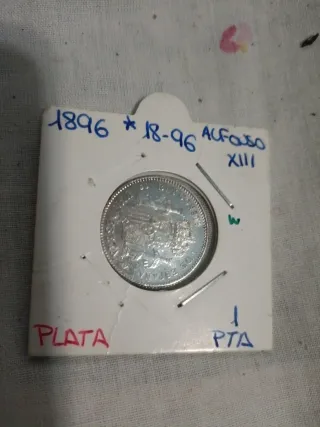 1896 * 18-96 ALFONSO
XIII
W
PLATA
1
PTA